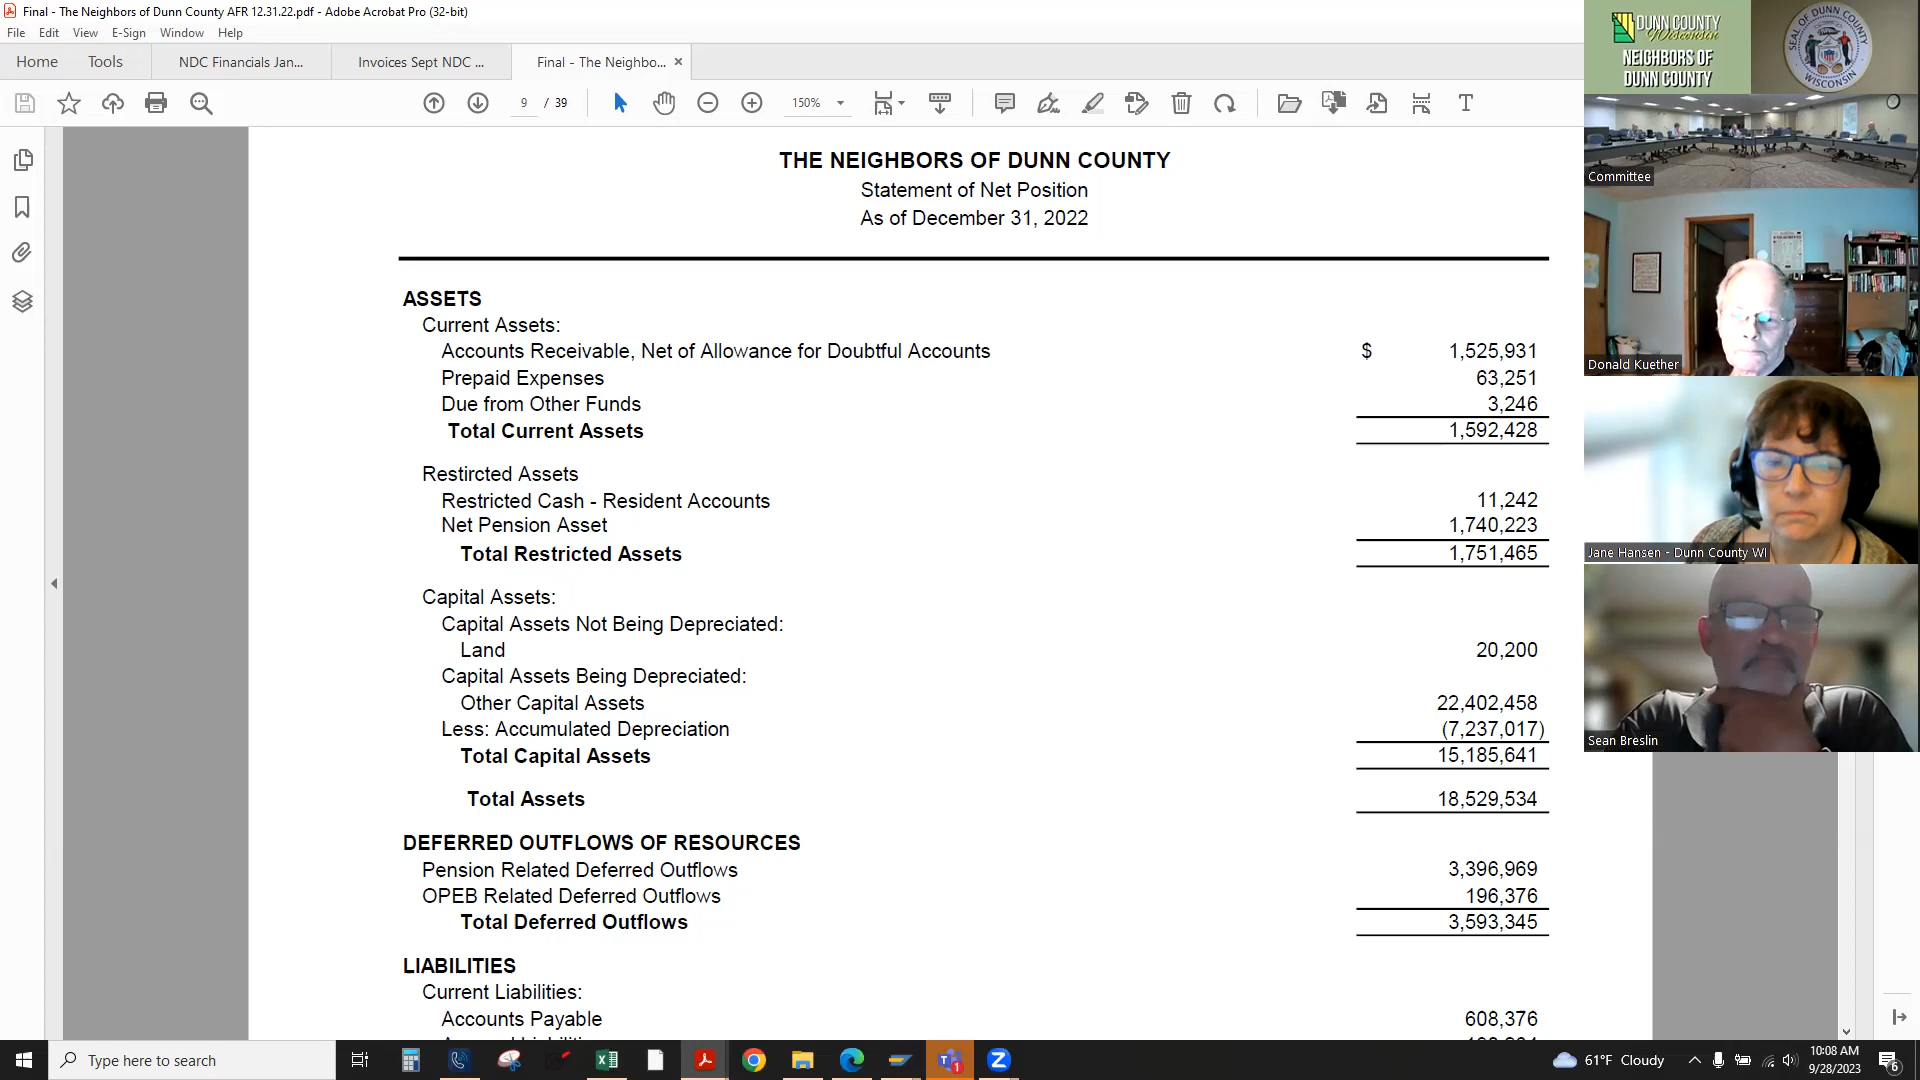 Final - The Neighbors of Dunn County AFR 12.31.22.pdf - Adobe Acrobat Pro (32-bit)
File Edit View E-Sign Window Help
Home Tools NDC Financials Jan... Invoices Sept NDC ... Final - The Neighbo... ×
9 / 39 150%
THE NEIGHBORS OF DUNN COUNTY
Statement of Net Position
As of December 31, 2022
ASSETS
Current Assets:
Accounts Receivable, Net of Allowance for Doubtful Accounts $ 1,525,931
Prepaid Expenses 63,251
Due from Other Funds 3,246
Total Current Assets 1,592,428
Restircted Assets
Restricted Cash - Resident Accounts 11,242
Net Pension Asset 1,740,223
Total Restricted Assets 1,751,465
Capital Assets:
Capital Assets Not Being Depreciated:
Land 20,200
Capital Assets Being Depreciated:
Other Capital Assets 22,402,458
Less: Accumulated Depreciation (7,237,017)
Total Capital Assets 15,185,641
Total Assets 18,529,534
DEFERRED OUTFLOWS OF RESOURCES
Pension Related Deferred Outflows 3,396,969
OPEB Related Deferred Outflows 196,376
Total Deferred Outflows 3,593,345
LIABILITIES
Current Liabilities:
Accounts Payable 608,376
DUNN COUNTY
Wisconsin
NEIGHBORS OF
DUNN COUNTY
SEAL OF DUNN COUNTY
WISCONSIN
Committee
Donald Kuether
Jane Hansen - Dunn County WI
Sean Breslin
Type here to search
61°F Cloudy
10:08 AM
9/28/2023
1
6